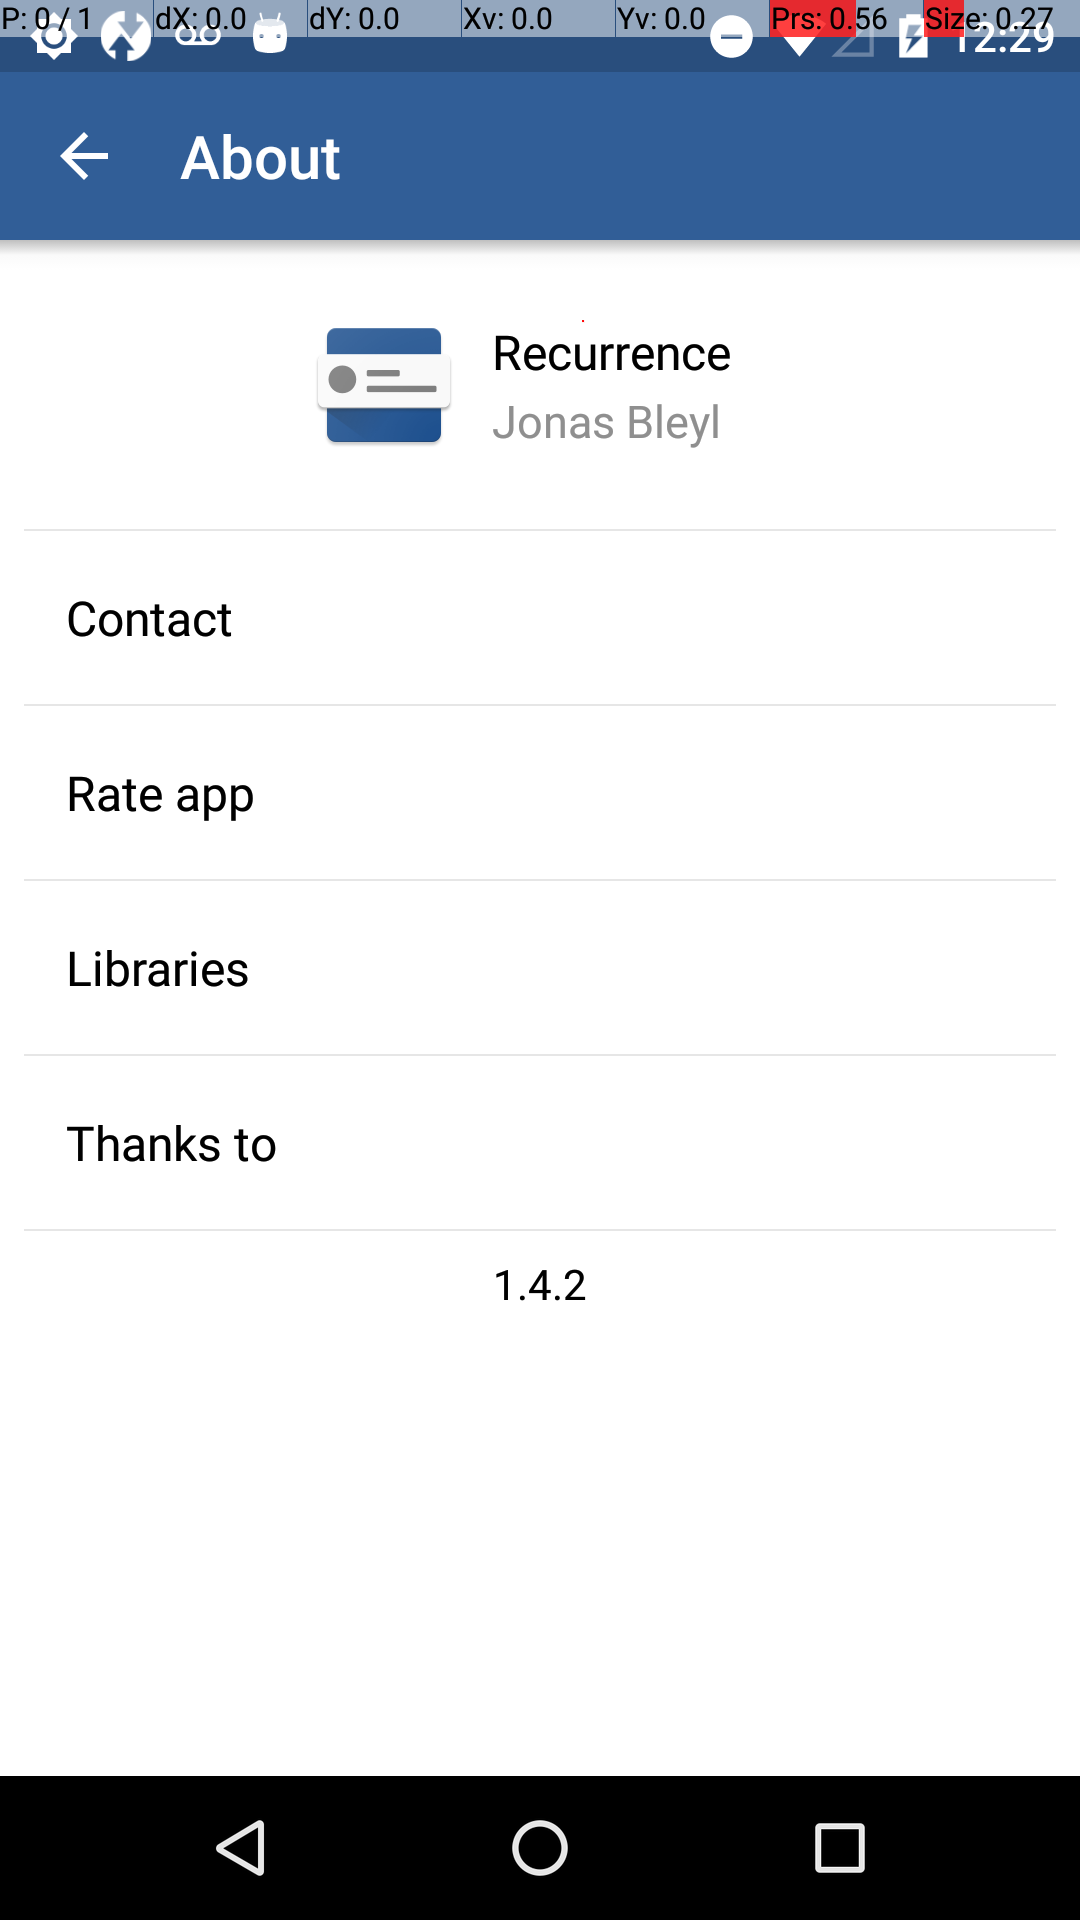 P: 0 / 1 dX: 0.0 dY: 0.0 Xv: 0.0 Yv: 0.0 Prs: 0.56 Size: 0.27
12:29
About
Recurrence
Jonas Bleyl
Contact
Rate app
Libraries
Thanks to
1.4.2